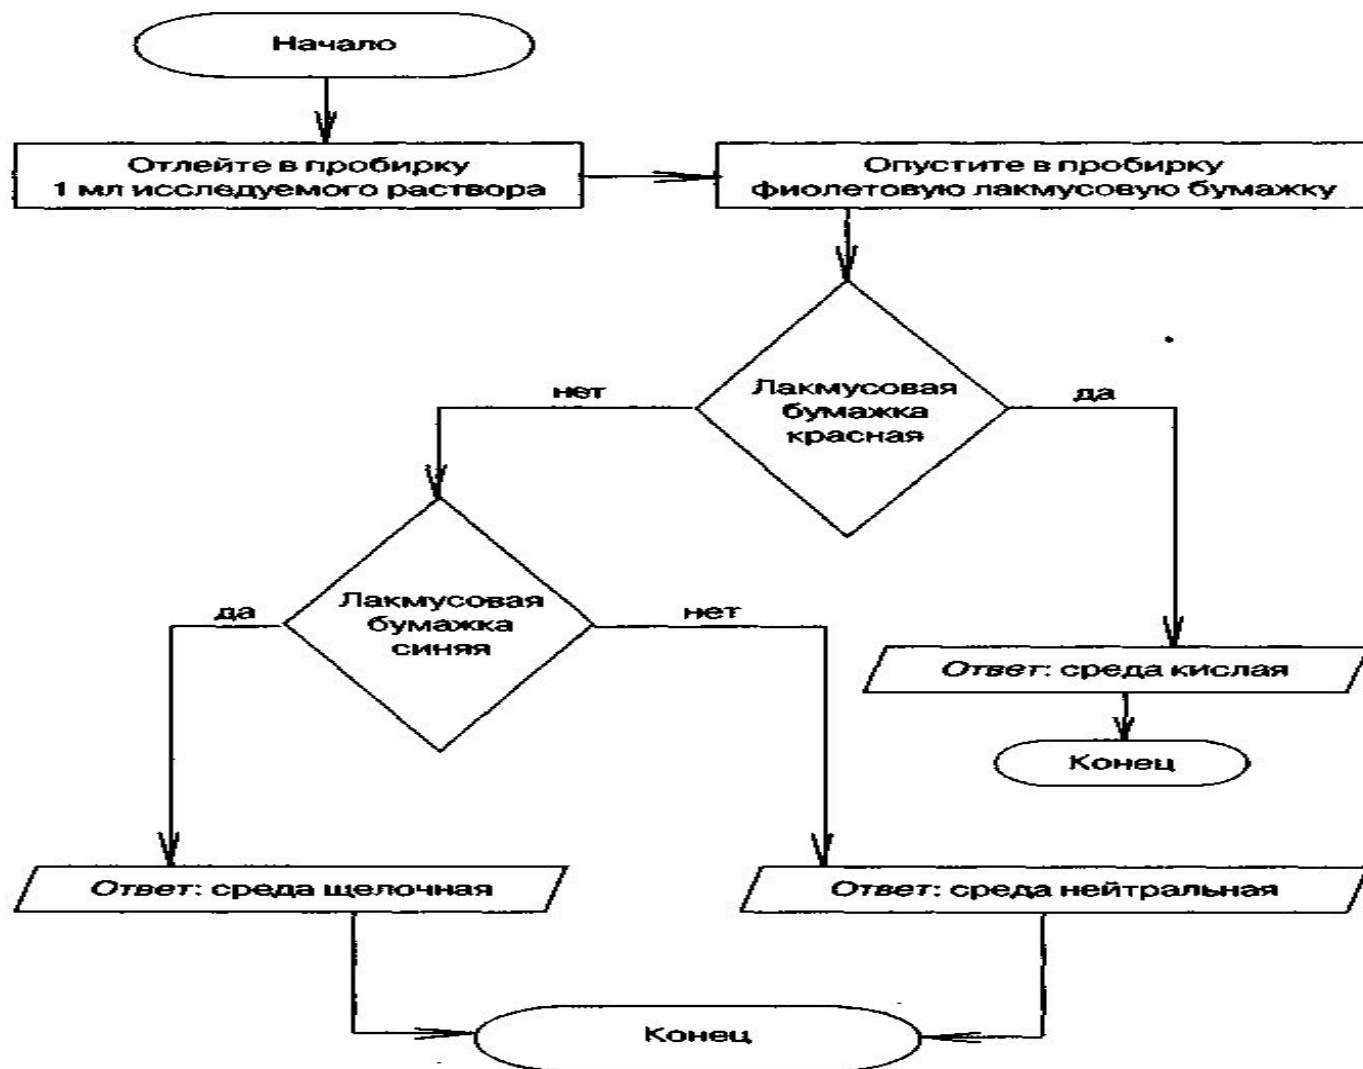 Начало
Отлейте в пробирку
1 мл исследуемого раствора
Опустите в пробирку
фиолетовую лакмусовую бумажку
Лакмусовая
бумажка
красная
нет
да
Лакмусовая
бумажка
синяя
да
нет
Ответ: среда кислая
Конец
Ответ: среда щелочная
Ответ: среда нейтральная
Конец